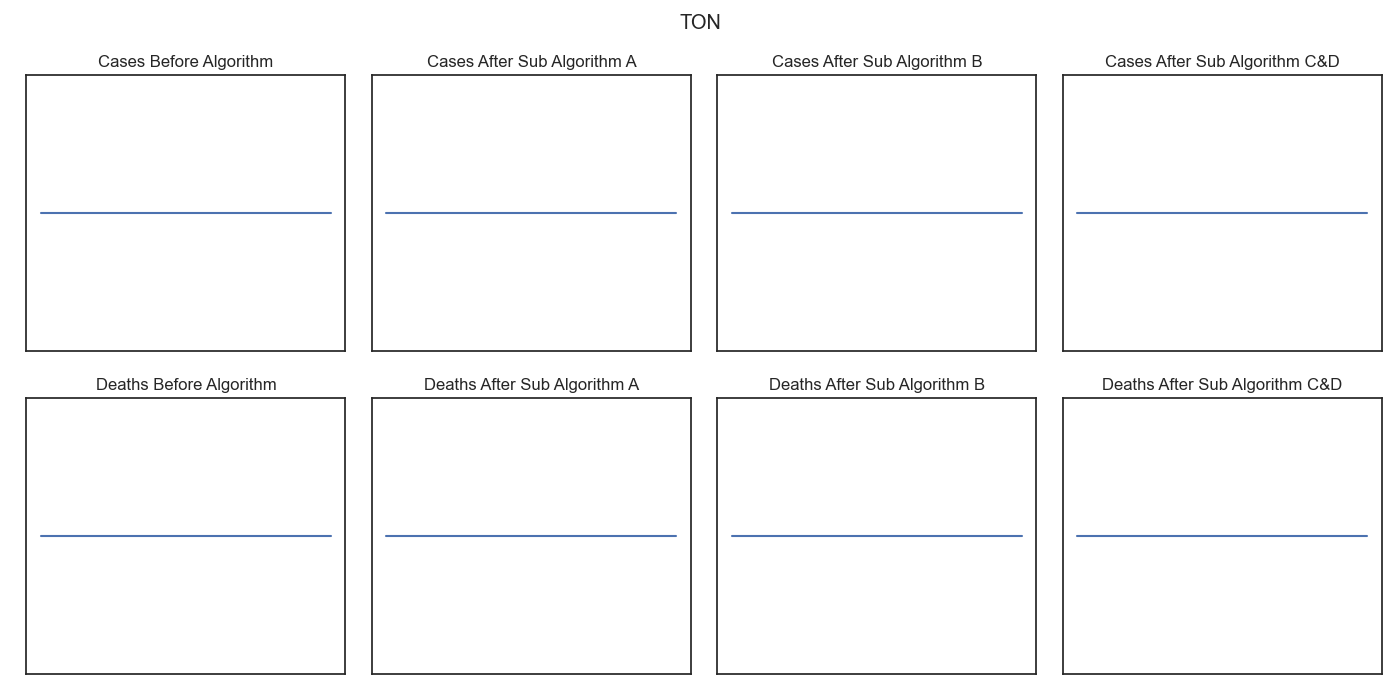 TON
Cases Before Algorithm
Cases After Sub Algorithm A
Cases After Sub Algorithm B
Cases After Sub Algorithm C&D
Deaths Before Algorithm
Deaths After Sub Algorithm A
Deaths After Sub Algorithm B
Deaths After Sub Algorithm C&D